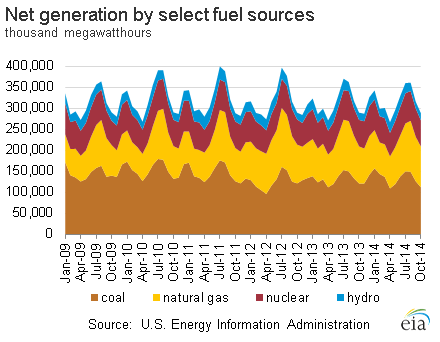 Net generation by select fuel sources
thousand megawatthours
400,000
350,000
300,000
250,000
200,000
150,000
100,000
50,000
0
Jan-09 Apr-09 Jul-09 Oct-09 Jan-10 Apr-10 Jul-10 Oct-10 Jan-11 Apr-11 Jul-11 Oct-11 Jan-12 Apr-12 Jul-12 Oct-12 Jan-13 Apr-13 Jul-13 Oct-13 Jan-14 Apr-14 Jul-14 Oct-14
coal natural gas nuclear hydro
Source: U.S. Energy Information Administration
eia